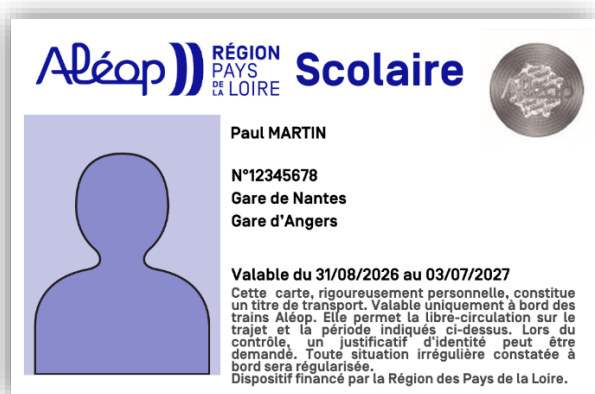 Aléop RÉGION PAYS DE LA LOIRE Scolaire
Aléop
Paul MARTIN
N°12345678
Gare de Nantes
Gare d'Angers
Valable du 31/08/2026 au 03/07/2027
Cette carte, rigoureusement personnelle, constitue
un titre de transport. Valable uniquement à bord des
trains Aléop. Elle permet la libre-circulation sur le
trajet et la période indiqués ci-dessus. Lors du
contrôle, un justificatif d'identité peut être
demandé. Toute situation irrégulière constatée à
bord sera régularisée.
Dispositif financé par la Région des Pays de la Loire.